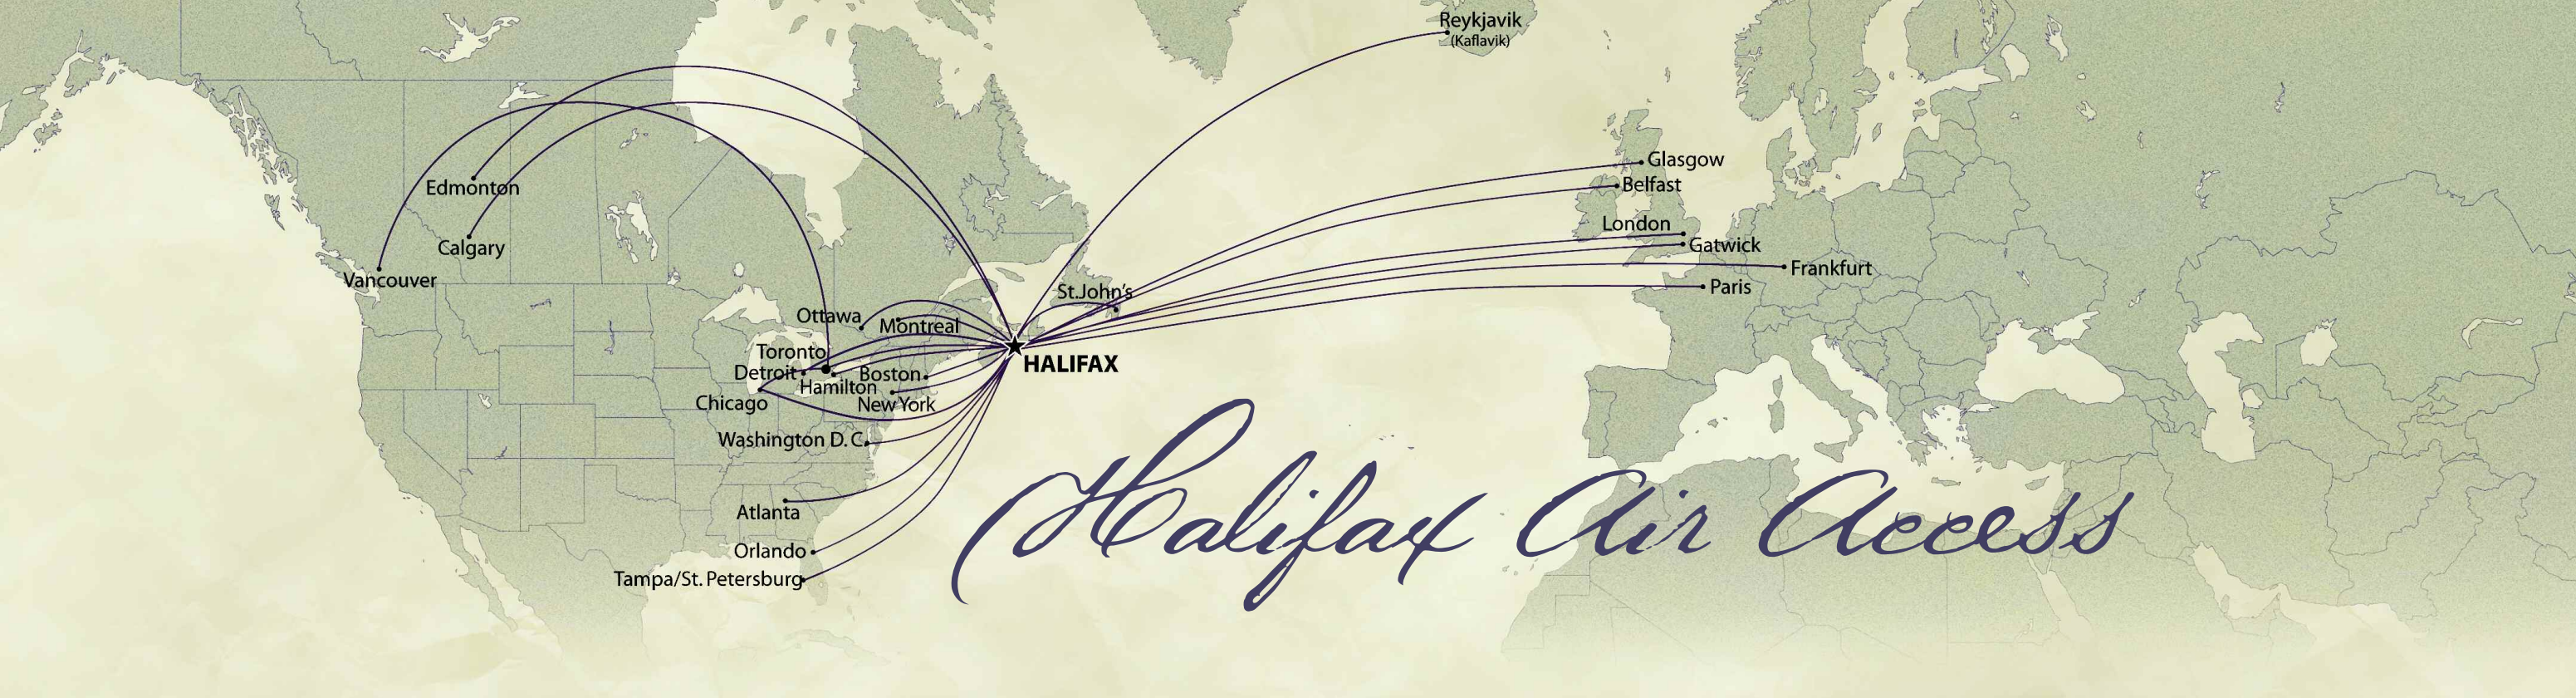 Reykjavik
(Kaflavik)
Glasgow
Belfast
Edmonton
London
Calgary
Gatwick
Vancouver
Frankfurt
St.John's
Paris
Ottawa
Montreal
Toronto
HALIFAX
Detroit
Boston
Hamilton
Chicago
New York
Washington D.C.
Atlanta
Orlando
Tampa/St. Petersburg
Halifax Air Access